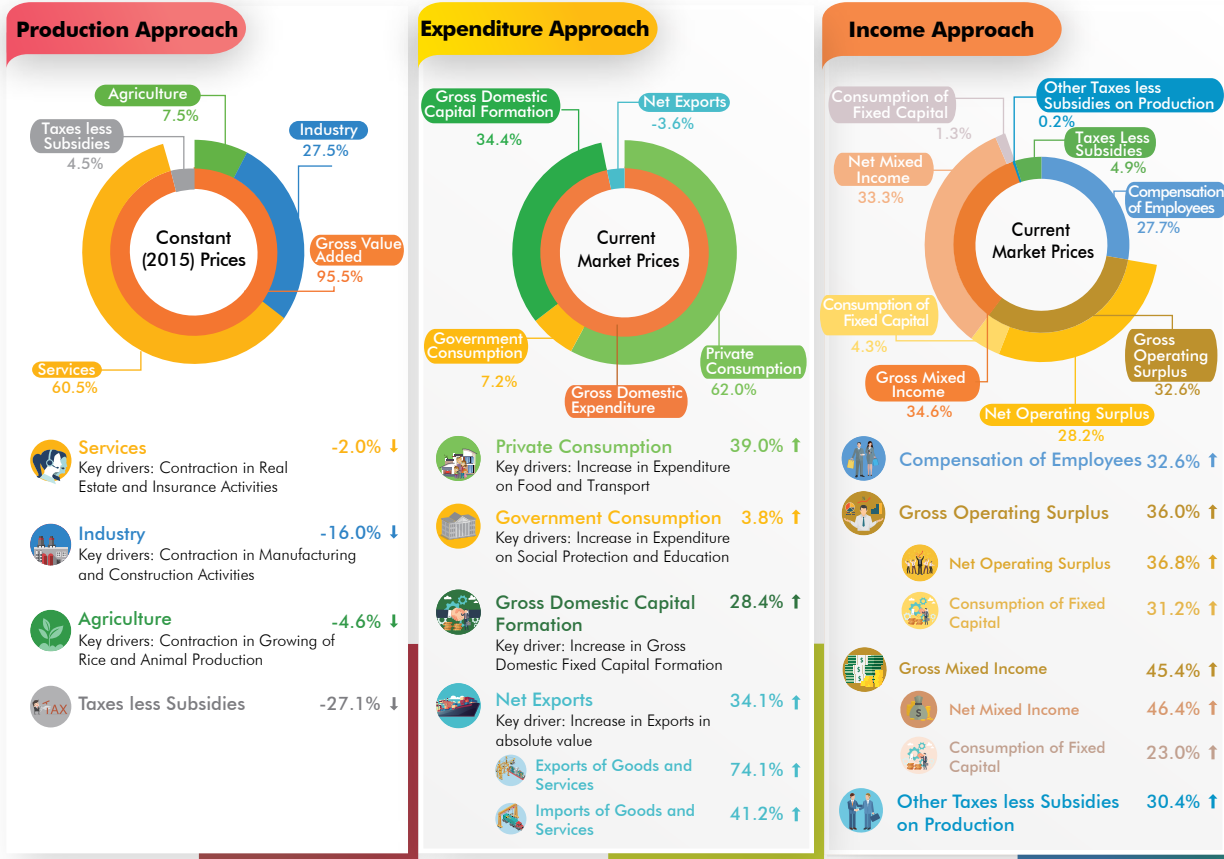 Production Approach
Agriculture
7.5%
Taxes less
Subsidies
4.5%
Industry
27.5%
Constant
(2015) Prices
Gross Value
Added
95.5%
Services
60.5%
Services
-2.0% ↓
Key drivers: Contraction in Real
Estate and Insurance Activities
Industry
-16.0% ↓
Key drivers: Contraction in Manufacturing
and Construction Activities
Agriculture
-4.6% ↓
Key drivers: Contraction in Growing of
Rice and Animal Production
TAX
Taxes less Subsidies
-27.1% ↓
Expenditure Approach
Gross Domestic
Capital Formation
34.4%
Net Exports
-3.6%
Current
Market Prices
Government
Consumption
7.2%
Private
Consumption
62.0%
Gross Domestic
Expenditure
Private Consumption
39.0% ↑
Key drivers: Increase in Expenditure
on Food and Transport
Government Consumption
3.8% ↑
Key drivers: Increase in Expenditure
on Social Protection and Education
Gross Domestic Capital
Formation
28.4% ↑
Key driver: Increase in Gross
Domestic Fixed Capital Formation
Net Exports
34.1% ↑
Key driver: Increase in Exports in
absolute value
Exports of Goods and
Services
74.1% ↑
Imports of Goods and
Services
41.2% ↑
Income Approach
Consumption of
Fixed Capital
1.3%
Other Taxes less
Subsidies on Production
0.2%
Taxes Less
Subsidies
4.9%
Net Mixed
Income
33.3%
Compensation
of Employees
27.7%
Current
Market Prices
Consumption of
Fixed Capital
4.3%
Gross
Operating
Surplus
32.6%
Gross Mixed
Income
34.6%
Net Operating Surplus
28.2%
Compensation of Employees
32.6% ↑
Gross Operating Surplus
36.0% ↑
Net Operating Surplus
36.8% ↑
Consumption of Fixed
Capital
31.2% ↑
Gross Mixed Income
45.4% ↑
Net Mixed Income
46.4% ↑
Consumption of Fixed
Capital
23.0% ↑
Other Taxes less Subsidies
on Production
30.4% ↑